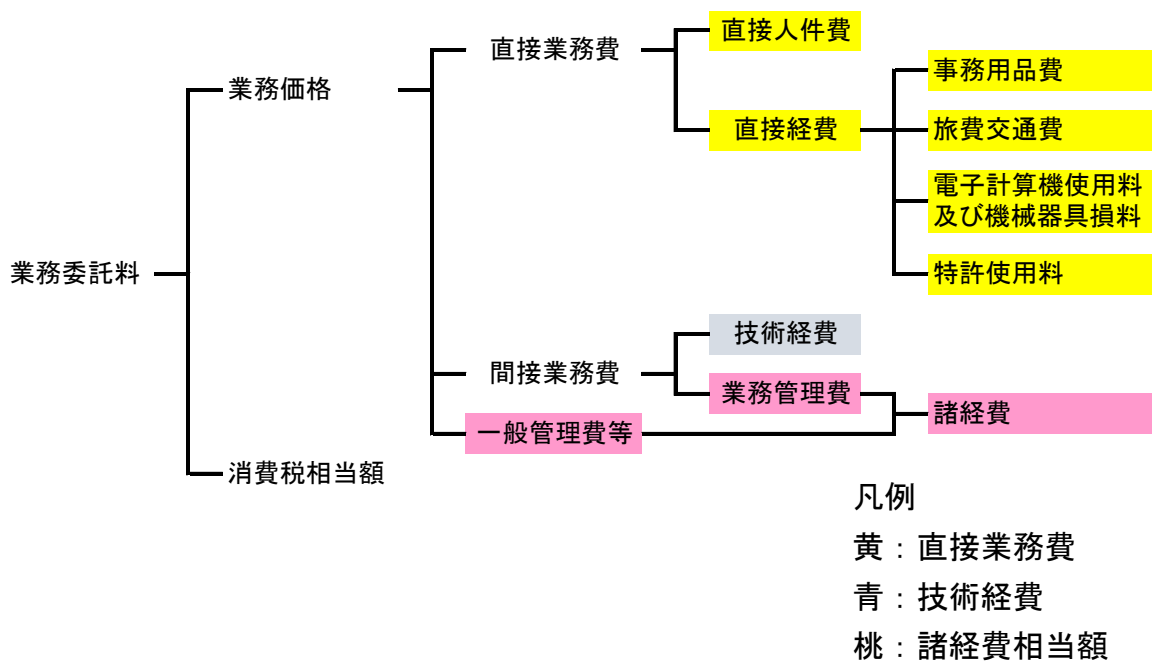 直接人件費
直接業務費
事務用品費
業務価格
直接経費
旅費交通費
電子計算機使用料
及び機械器具損料
業務委託料
特許使用料
技術経費
間接業務費
業務管理費
諸経費
一般管理費等
消費税相当額
凡例
黄：直接業務費
青：技術経費
桃：諸経費相当額